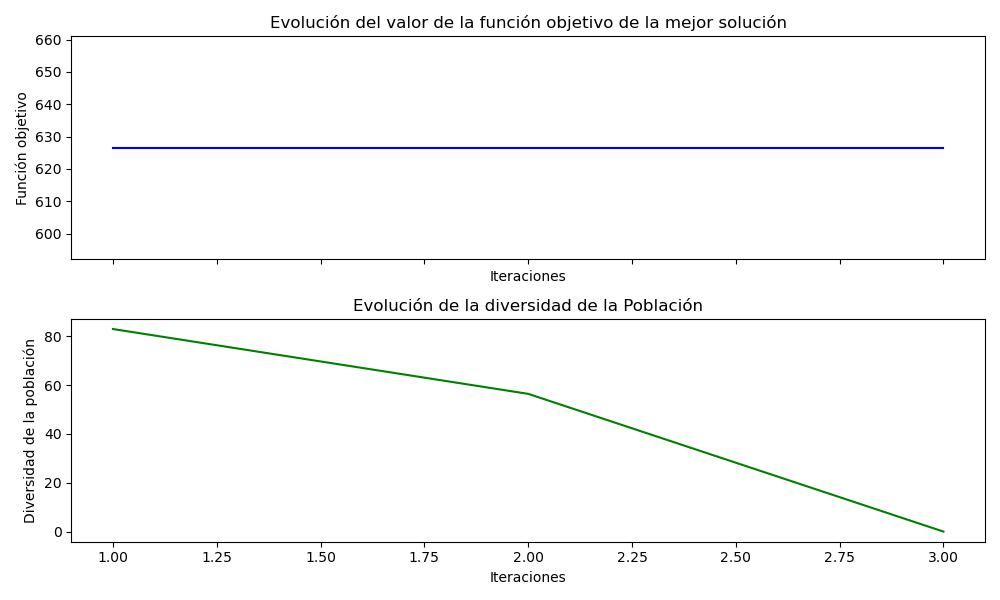 Evolución del valor de la función objetivo de la mejor solución
660
650
640
630
620
610
600
Función objetivo
Iteraciones
Evolución de la diversidad de la Población
80
60
40
20
0
Diversidad de la población
1.00 1.25 1.50 1.75 2.00 2.25 2.50 2.75 3.00
Iteraciones